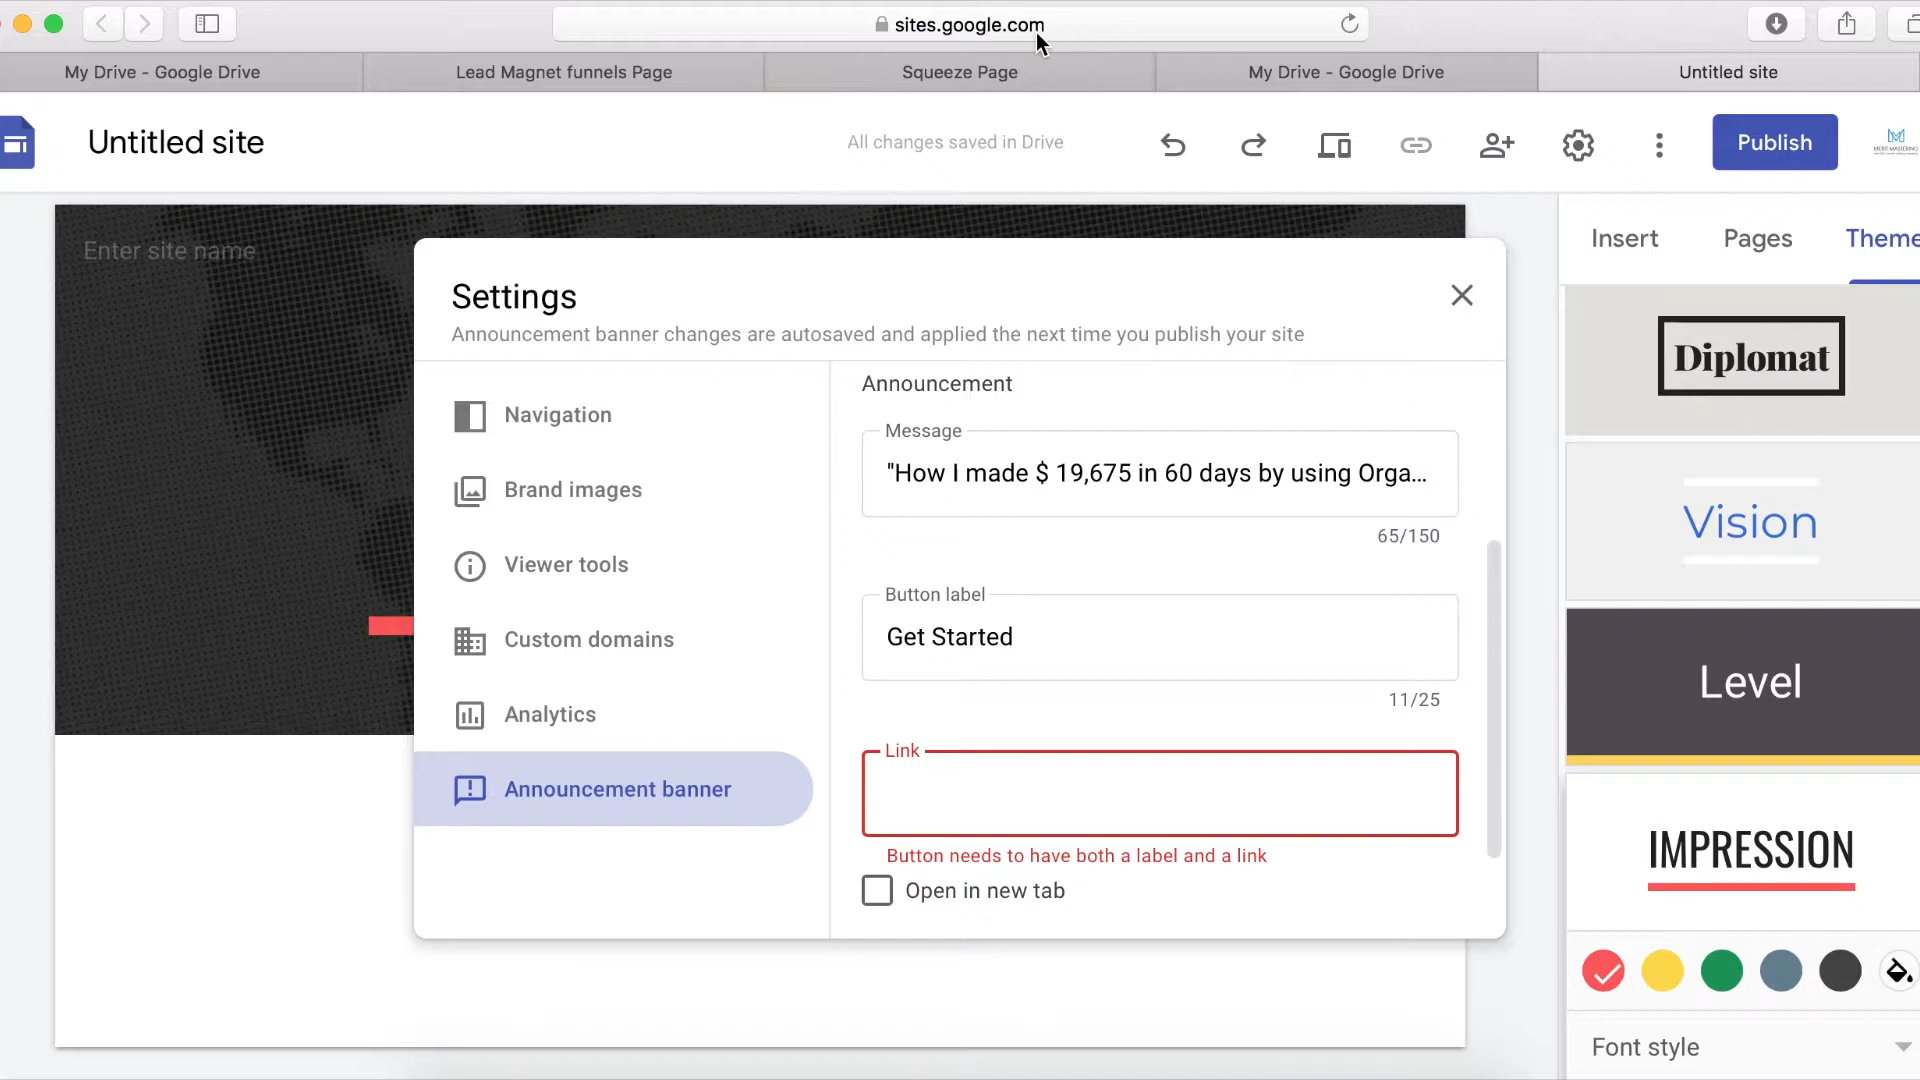 sites.google.com
My Drive - Google Drive
Lead Magnet funnels Page
Squeeze Page
My Drive - Google Drive
Untitled site
Untitled site
All changes saved in Drive
Publish
MERIT MASTERING
Enter site name
Insert
Pages
Theme
Settings
Announcement banner changes are autosaved and applied the next time you publish your site
Navigation
Brand images
Viewer tools
Custom domains
Analytics
Announcement banner
Announcement
Message
"How I made $ 19,675 in 60 days by using Orga...
65/150
Button label
Get Started
11/25
Link
Button needs to have both a label and a link
Open in new tab
Diplomat
Vision
Level
IMPRESSION
Font style